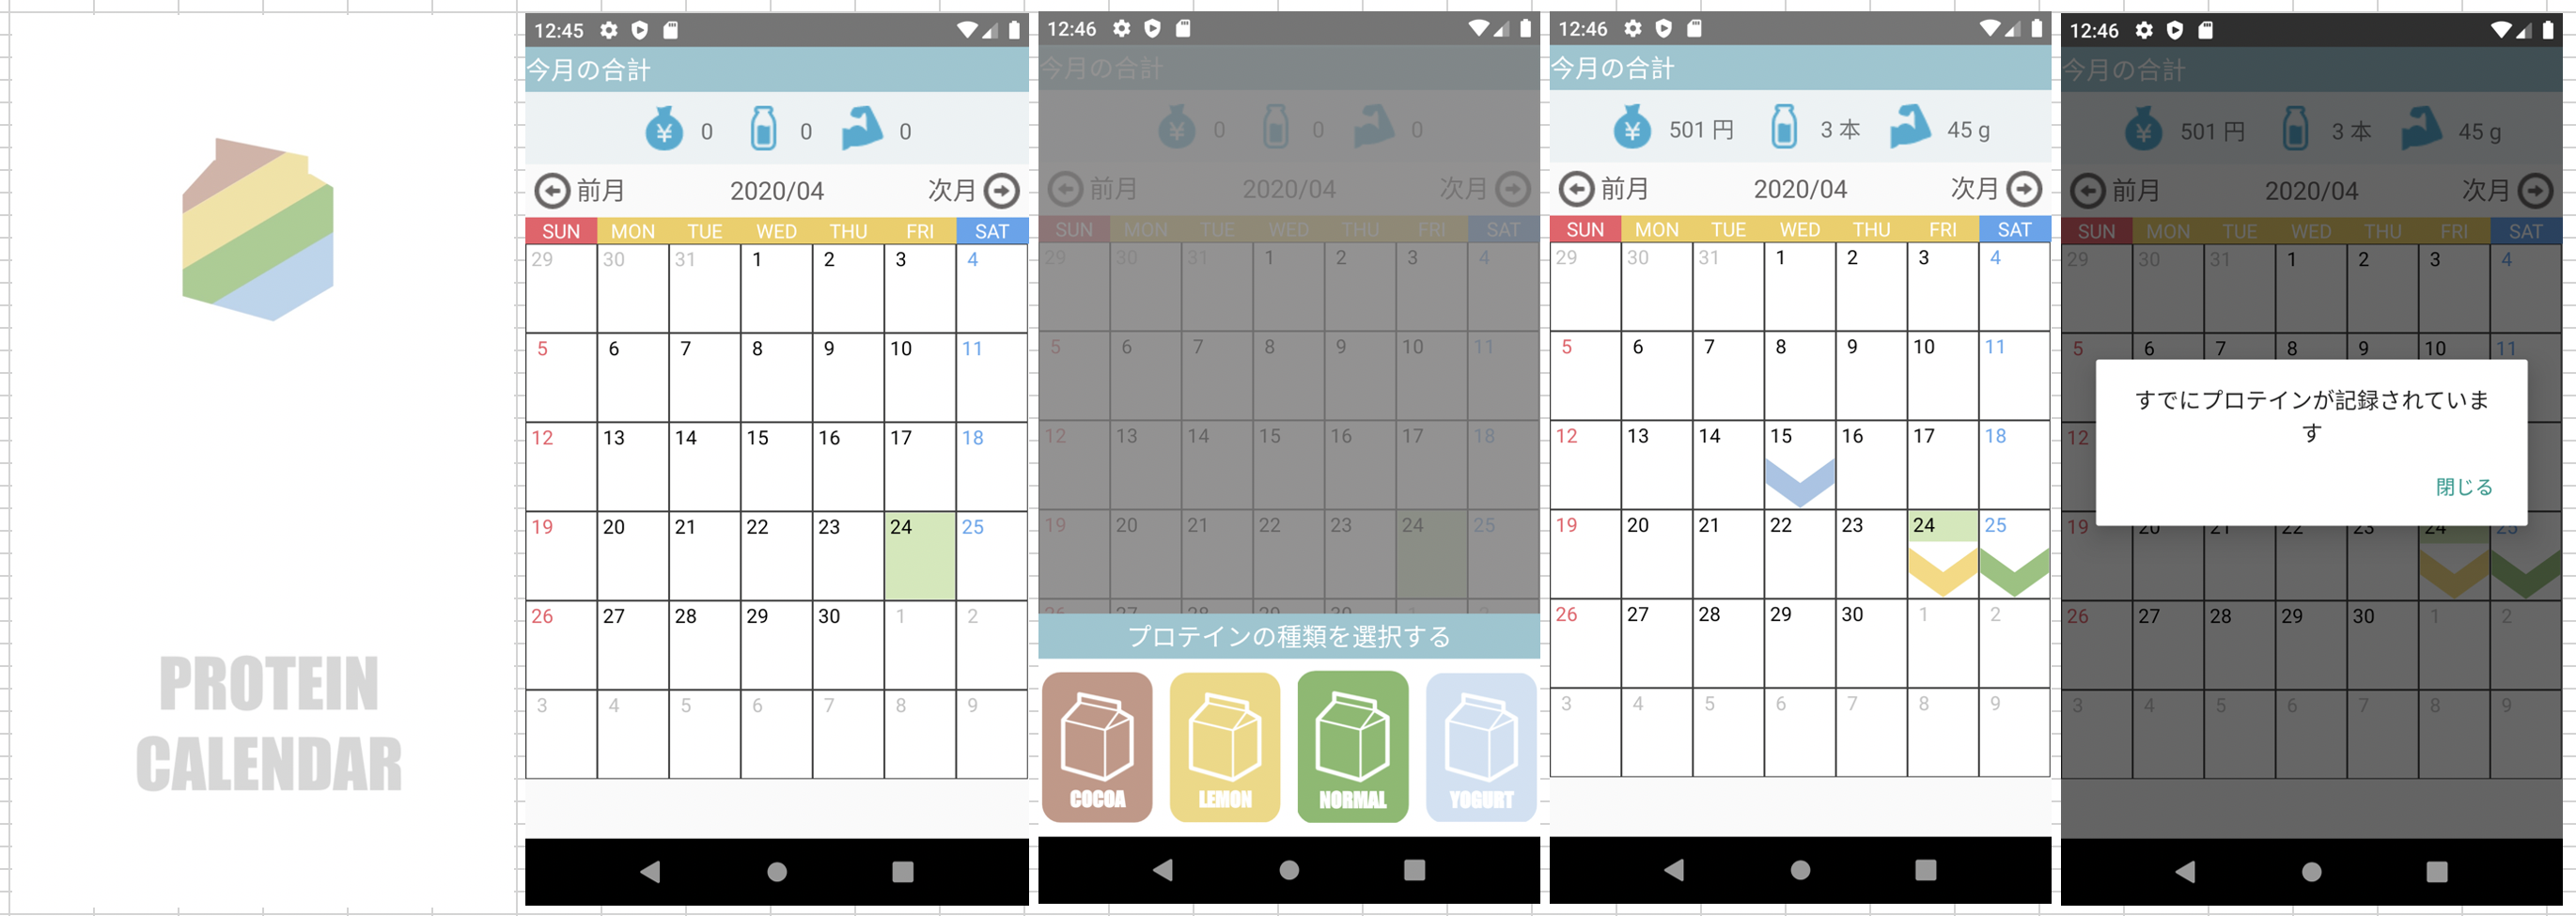 PROTEIN
CALENDAR
12:45
今月の合計
0 0 0
前月 2020/04 次月
SUN MON TUE WED THU FRI SAT
29 30 31 1 2 3 4
5 6 7 8 9 10 11
12 13 14 15 16 17 18
19 20 21 22 23 24 25
26 27 28 29 30 1 2
3 4 5 6 7 8 9
12:46
今月の合計
0 0 0
前月 2020/04 次月
SUN MON TUE WED THU FRI SAT
29 30 31 1 2 3 4
5 6 7 8 9 10 11
12 13 14 15 16 17 18
19 20 21 22 23 24 25
26 27 28 29 30 1 2
プロテインの種類を選択する
COCOA LEMON NORMAL YOGURT
12:46
今月の合計
¥ 501 円 3 本 45 g
前月 2020/04 次月
SUN MON TUE WED THU FRI SAT
29 30 31 1 2 3 4
5 6 7 8 9 10 11
12 13 14 15 16 17 18
19 20 21 22 23 24 25
26 27 28 29 30 1 2
3 4 5 6 7 8 9
12:46
今月の合計
¥ 501 円 3 本 45 g
前月 2020/04 次月
SUN MON TUE WED THU FRI SAT
29 30 31 1 2 3 4
5 6 7 8 9 10 11
すでにプロテインが記録されていま
す
閉じる
12
19 20 21 22 23 24 25
26 27 28 29 30 1 2
3 4 5 6 7 8 9